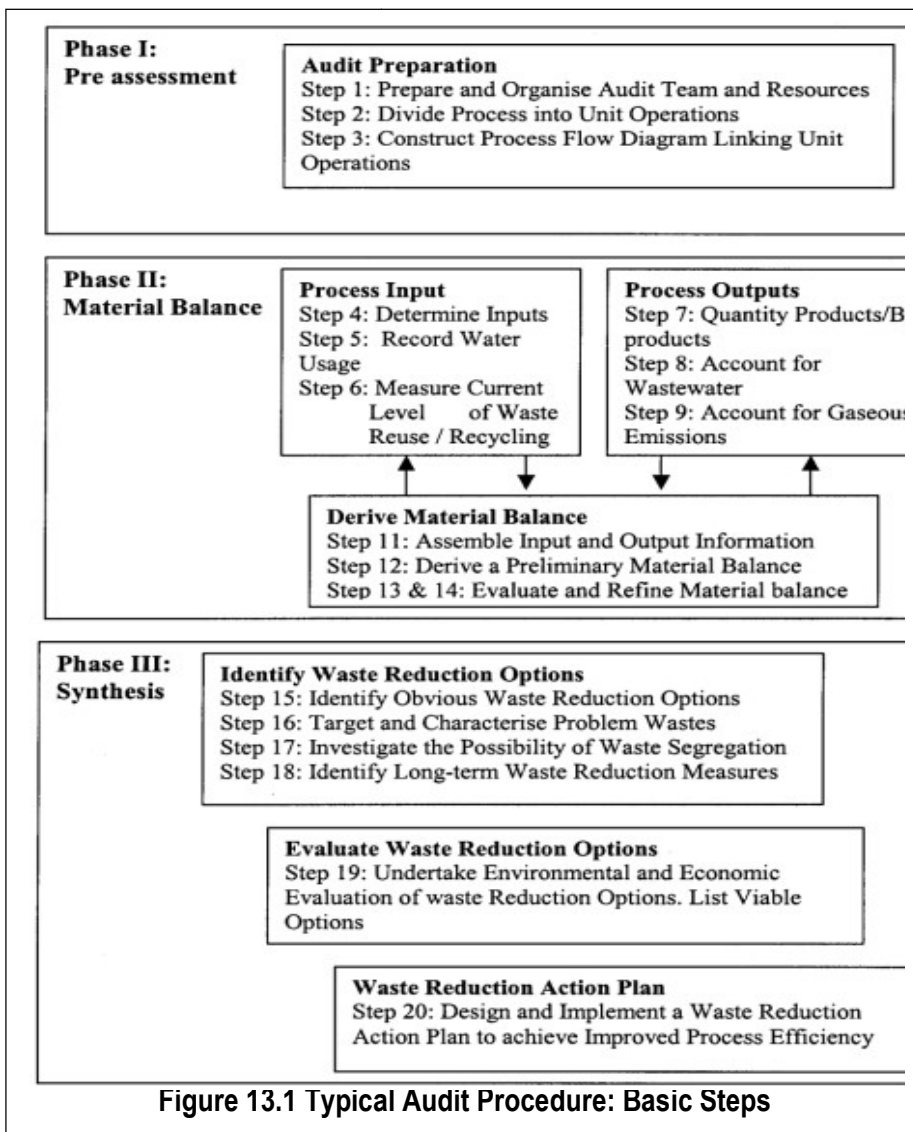 Phase I:
Pre assessment
Audit Preparation
Step 1: Prepare and Organise Audit Team and Resources
Step 2: Divide Process into Unit Operations
Step 3: Construct Process Flow Diagram Linking Unit
Operations
Phase II:
Material Balance
Process Input
Step 4: Determine Inputs
Step 5: Record Water
Usage
Step 6: Measure Current
Level of Waste
Reuse / Recycling
Process Outputs
Step 7: Quantity Products/B
products
Step 8: Account for
Wastewater
Step 9: Account for Gaseous
Emissions
Derive Material Balance
Step 11: Assemble Input and Output Information
Step 12: Derive a Preliminary Material Balance
Step 13 & 14: Evaluate and Refine Material balance
Phase III:
Synthesis
Identify Waste Reduction Options
Step 15: Identify Obvious Waste Reduction Options
Step 16: Target and Characterise Problem Wastes
Step 17: Investigate the Possibility of Waste Segregation
Step 18: Identify Long-term Waste Reduction Measures
Evaluate Waste Reduction Options
Step 19: Undertake Environmental and Economic
Evaluation of waste Reduction Options. List Viable
Options
Waste Reduction Action Plan
Step 20: Design and Implement a Waste Reduction
Action Plan to achieve Improved Process Efficiency
Figure 13.1 Typical Audit Procedure: Basic Steps